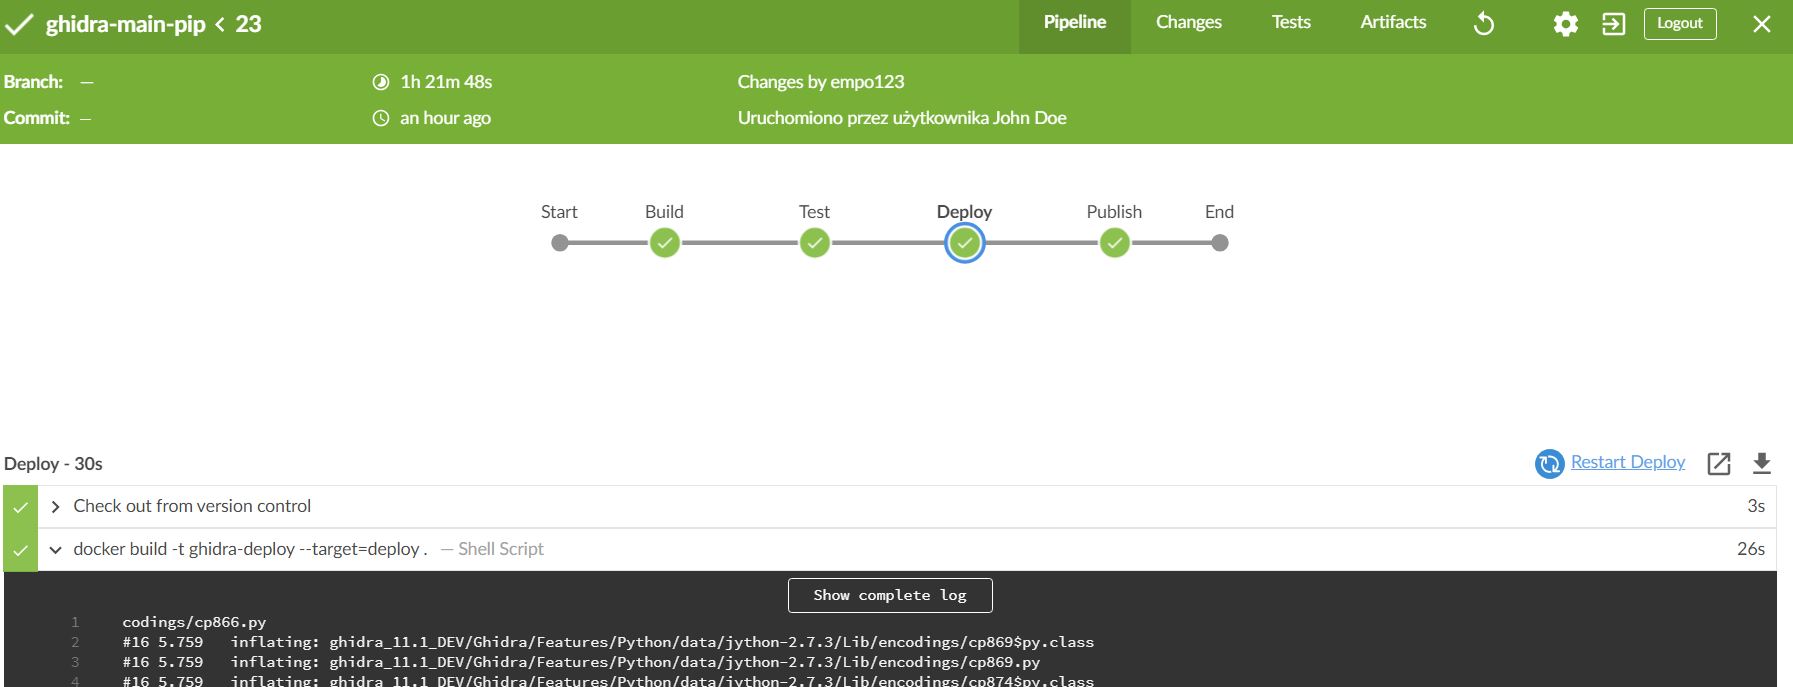 ghidra-main-pip < 23
Pipeline Changes Tests Artifacts Logout
Branch: — 1h 21m 48s Changes by empo123
Commit: — an hour ago Uruchomiono przez użytkownika John Doe
Start Build Test Deploy Publish End
Deploy - 30s Restart Deploy
Check out from version control 3s
docker build -t ghidra-deploy --target=deploy . — Shell Script 26s
Show complete log
1 codings/cp866.py
2 #16 5.759 inflating: ghidra_11.1_DEV/Ghidra/Features/Python/data/jython-2.7.3/Lib/encodings/cp869$py.class
3 #16 5.759 inflating: ghidra_11.1_DEV/Ghidra/Features/Python/data/jython-2.7.3/Lib/encodings/cp869.py
4 #16 5.759 inflating: ghidra_11.1_DEV/Ghidra/Features/Python/data/jython-2.7.3/Lib/encodings/cp874$py.class